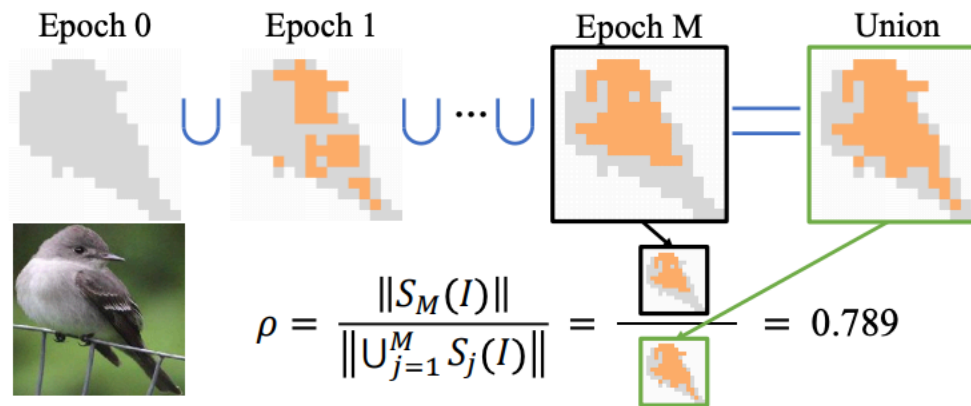 Epoch 0 Epoch 1 Epoch M Union
∪ ∪ ... ∪ =
ρ = ‖S_M(I)‖ / ‖⋃_{j=1}^{M} S_j(I)‖ = = 0.789